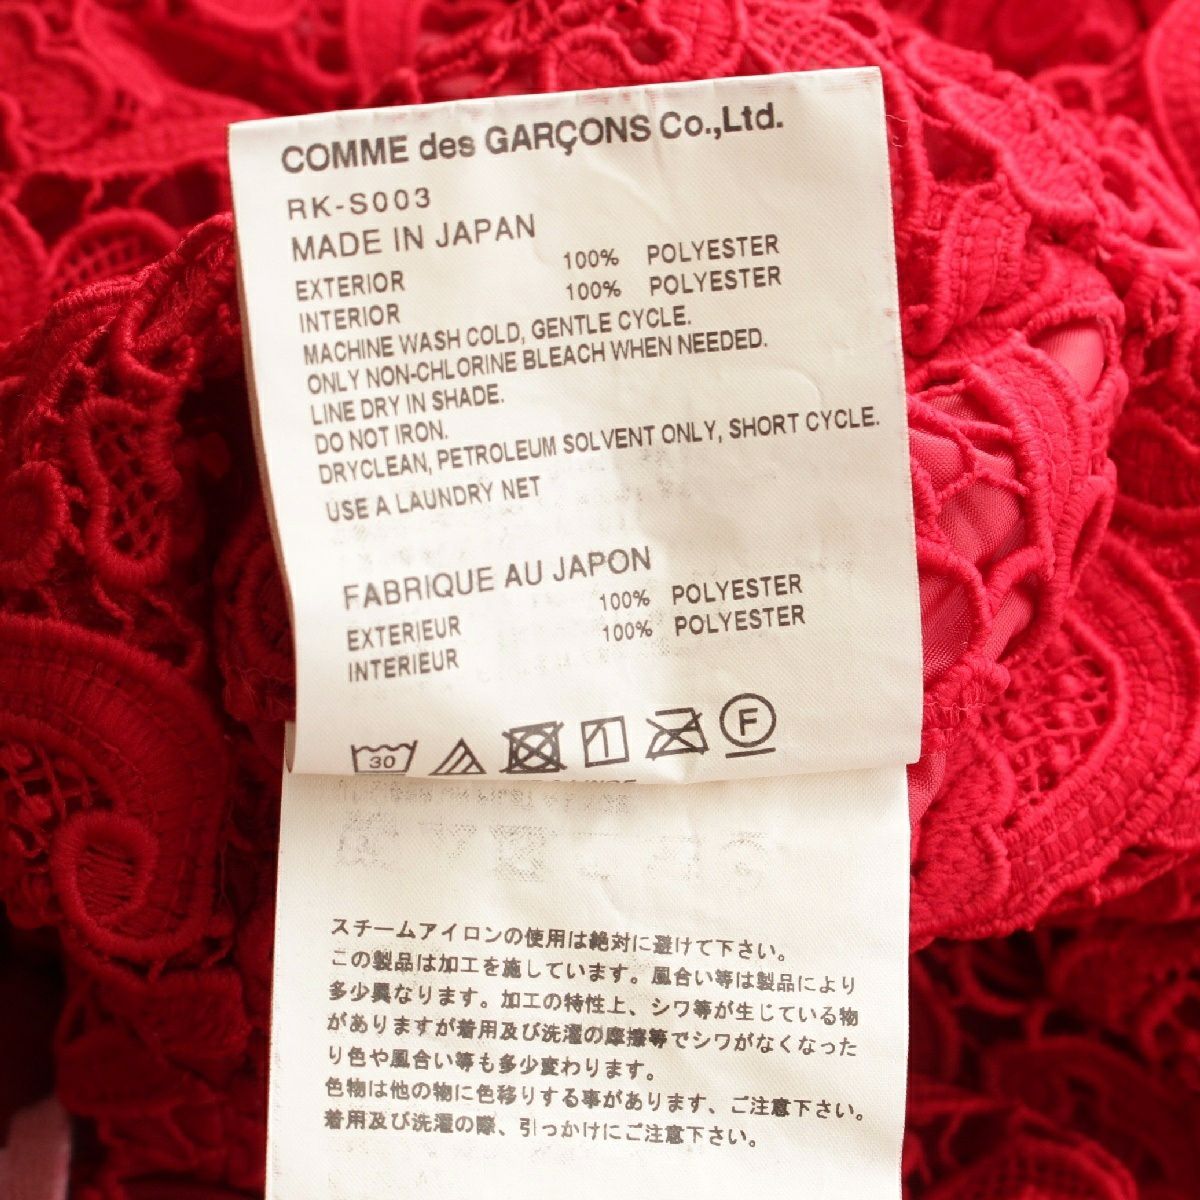 COMME des GARÇONS Co.,Ltd.
RK-S003
MADE IN JAPAN
EXTERIOR 100% POLYESTER
INTERIOR 100% POLYESTER
MACHINE WASH COLD, GENTLE CYCLE.
ONLY NON-CHLORINE BLEACH WHEN NEEDED.
LINE DRY IN SHADE.
DO NOT IRON.
DRYCLEAN, PETROLEUM SOLVENT ONLY, SHORT CYCLE.
USE A LAUNDRY NET
FABRIQUE AU JAPON
EXTERIEUR 100% POLYESTER
INTERIEUR 100% POLYESTER
30 F
スチームアイロンの使用は絶対に避けて下さい。
この製品は加工を施しています。風合い等は製品により
多少異なります。加工の特性上、シワ等が生じている物
がありますが着用及び洗濯の摩擦等でシワがなくなった
り色や風合い等も多少変わります。
色物は他の物に色移りする事があります、ご注意下さい。
着用及び洗濯の際、引っかけにご注意下さい。